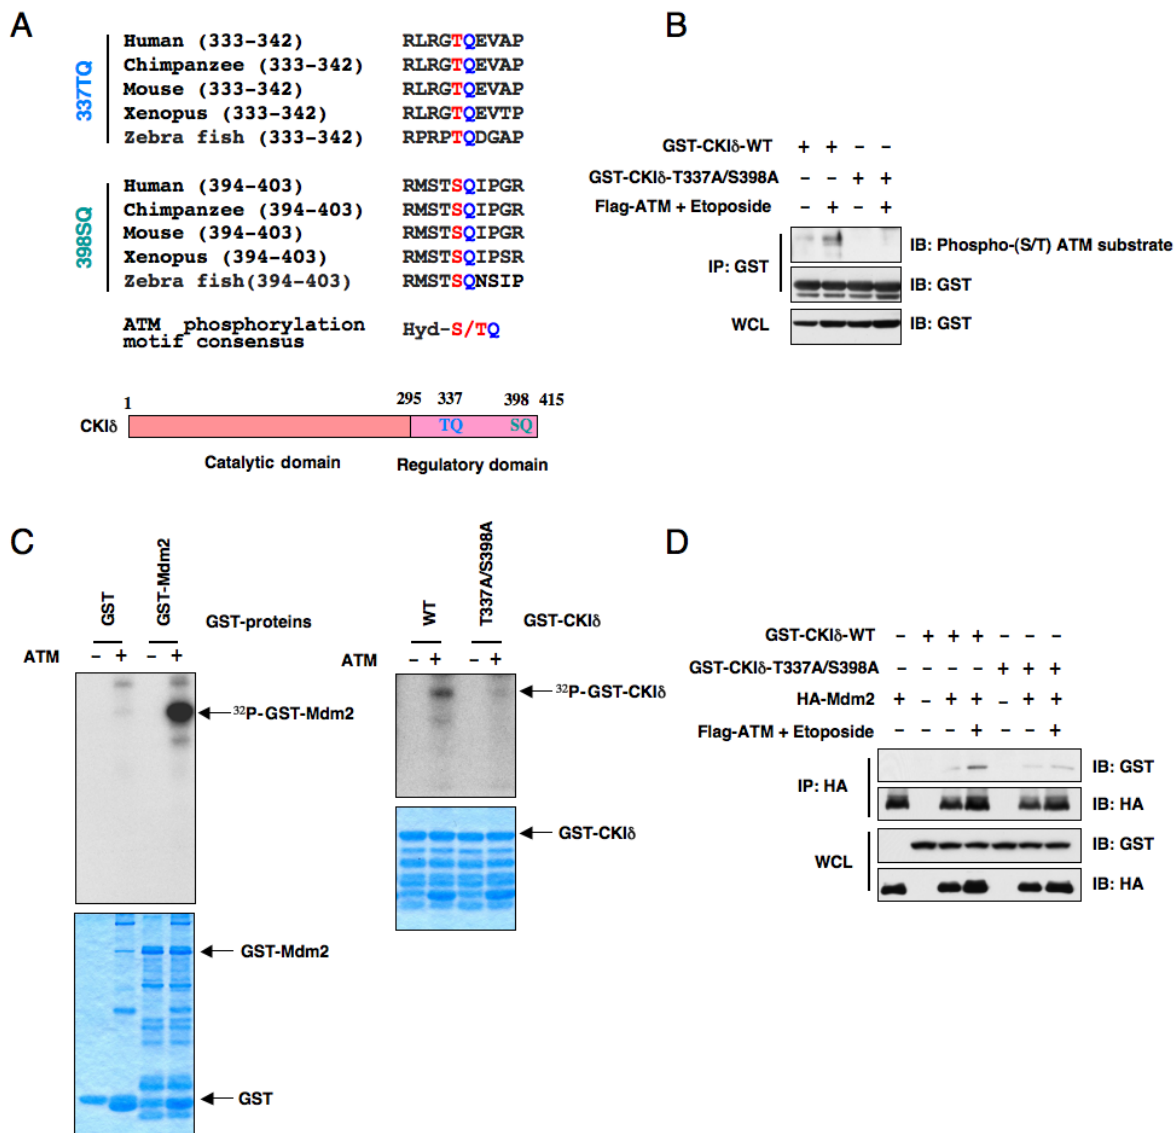 A
337TQ
Human (333-342) RLRGTQEVAP
Chimpanzee (333-342) RLRGTQEVAP
Mouse (333-342) RLRGTQEVAP
Xenopus (333-342) RLRGTQEVTP
Zebra fish (333-342) RPRPTQDGAP
398SQ
Human (394-403) RMSTSQIPGR
Chimpanzee (394-403) RMSTSQIPGR
Mouse (394-403) RMSTSQIPGR
Xenopus (394-403) RMSTSQIPSR
Zebra fish(394-403) RMSTSQNSIP
ATM phosphorylation
motif consensus
Hyd-S/TQ
1 295 337 398 415
CKIδ TQ SQ
Catalytic domain Regulatory domain
B
GST-CKIδ-WT + + – –
GST-CKIδ-T337A/S398A – – + +
Flag-ATM + Etoposide – + – +
IP: GST
IB: Phospho-(S/T) ATM substrate
IB: GST
WCL IB: GST
C
GST GST-Mdm2 GST-proteins
ATM – + – +
32P-GST-Mdm2
GST-Mdm2
GST
WT T337A/S398A GST-CKIδ
ATM – + – +
32P-GST-CKIδ
GST-CKIδ
D
GST-CKIδ-WT – + + + – – –
GST-CKIδ-T337A/S398A – – – – + + +
HA-Mdm2 + – + + – + +
Flag-ATM + Etoposide – – – + – – +
IP: HA
IB: GST
IB: HA
WCL
IB: GST
IB: HA